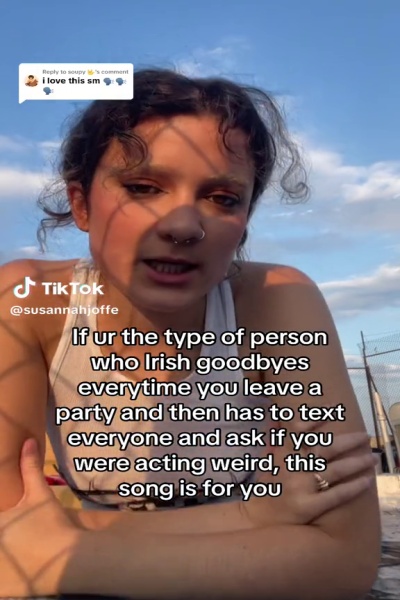 Reply to soupy 🤟's comment
i love this sm 🗣️ 🗣️
🗣️
TikTok
@susannahjoffe
If ur the type of person
who Irish goodbyes
everytime you leave a
party and then has to text
everyone and ask if you
were acting weird, this
song is for you